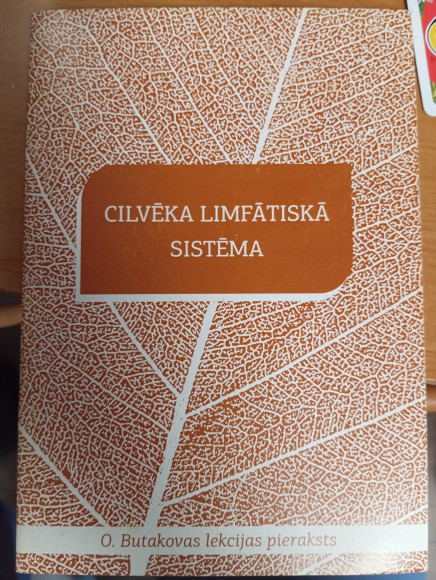 CILVĒKA LIMFĀTISKĀ
SISTĒMA
O. Butakovas lekcijas pieraksts